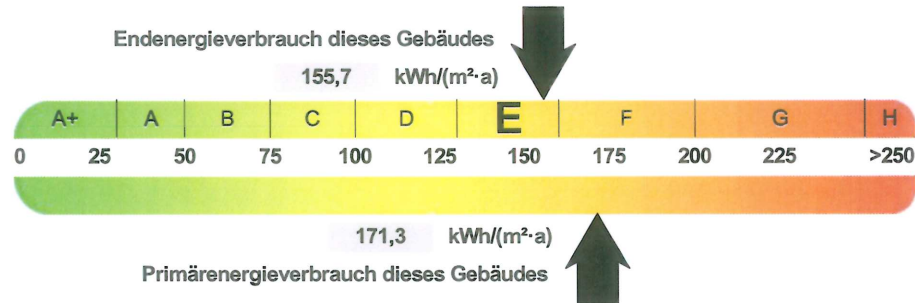 Endenergieverbrauch dieses Gebäudes
155,7 kWh/(m²·a)
A+ A B C D E F G H
0 25 50 75 100 125 150 175 200 225 >250
171,3 kWh/(m²·a)
Primärenergieverbrauch dieses Gebäudes